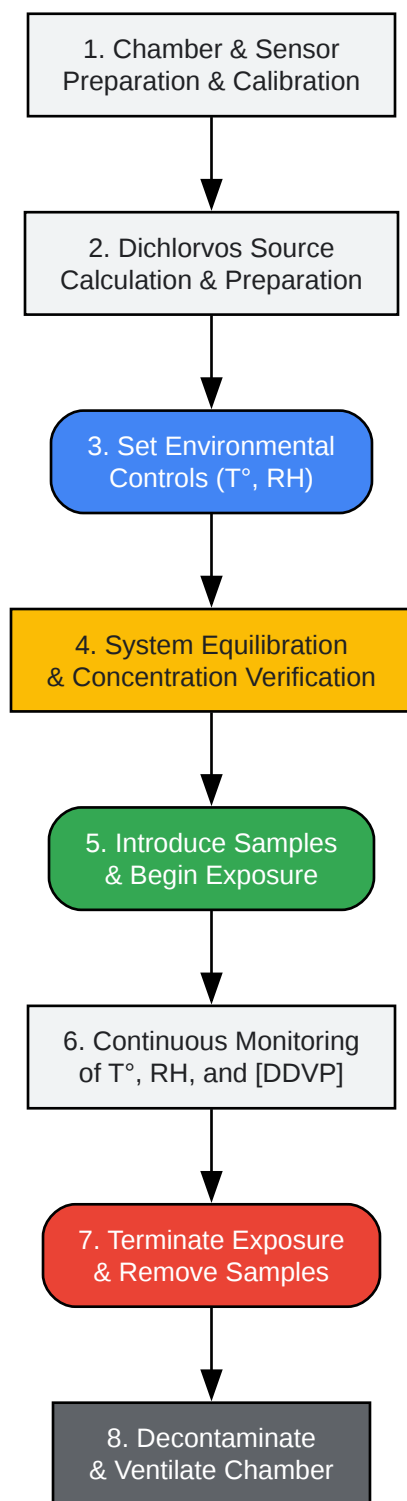 1. Chamber & Sensor
Preparation & Calibration
2. Dichlorvos Source
Calculation & Preparation
3. Set Environmental
Controls (T°, RH)
4. System Equilibration
& Concentration Verification
5. Introduce Samples
& Begin Exposure
6. Continuous Monitoring
of T°, RH, and [DDVP]
7. Terminate Exposure
& Remove Samples
8. Decontaminate
& Ventilate Chamber